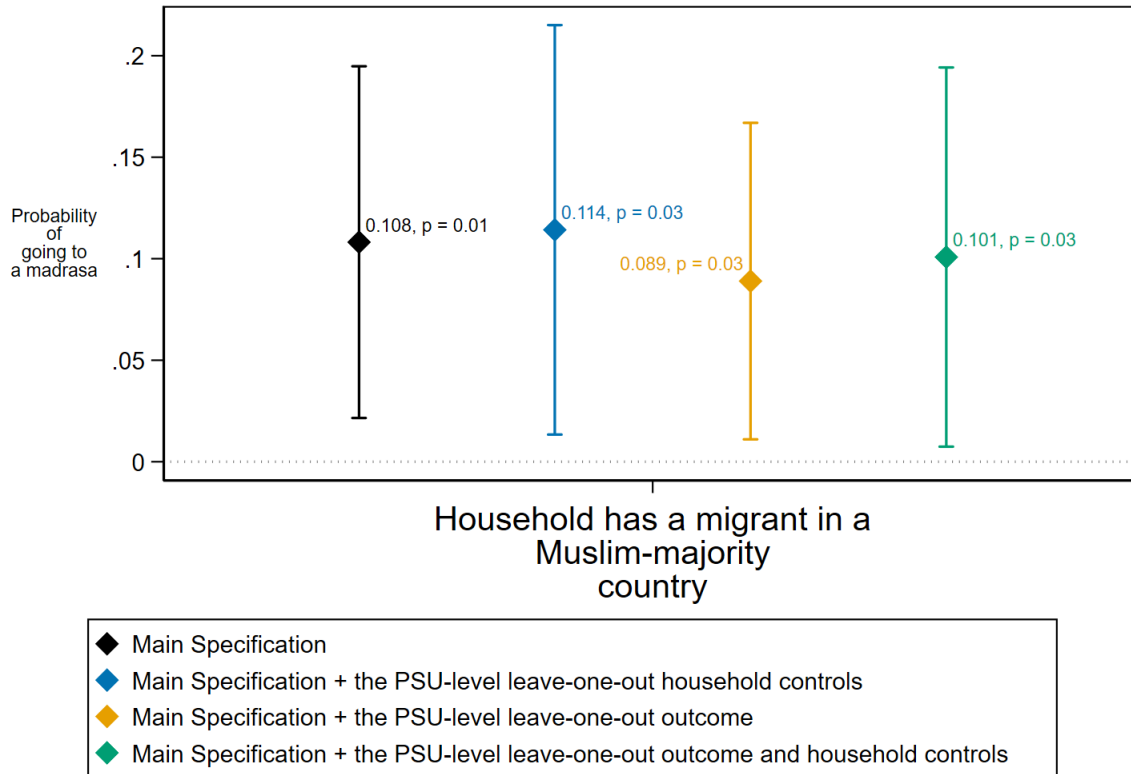 .2
.15
.1
.05
0
Probability
of
going to
a madrasa
0.108, p = 0.01
0.114, p = 0.03
0.089, p = 0.03
0.101, p = 0.03
Household has a migrant in a
Muslim-majority
country
Main Specification
Main Specification + the PSU-level leave-one-out household controls
Main Specification + the PSU-level leave-one-out outcome
Main Specification + the PSU-level leave-one-out outcome and household controls